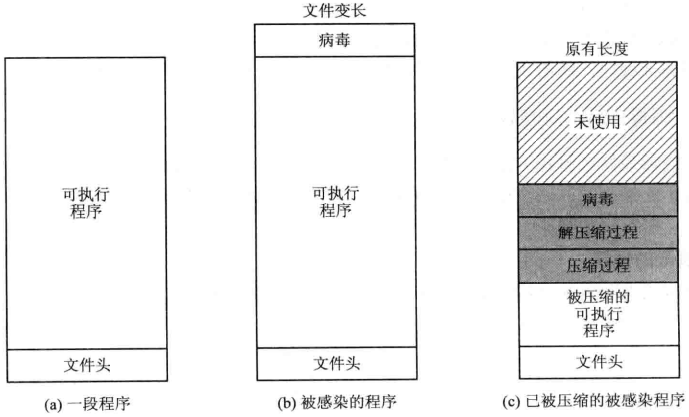 可执行
程序
文件头
(a) 一段程序
文件变长
病毒
可执行
程序
文件头
(b) 被感染的程序
原有长度
未使用
病毒
解压缩过程
压缩过程
被压缩的
可执行
程序
文件头
(c) 已被压缩的被感染程序